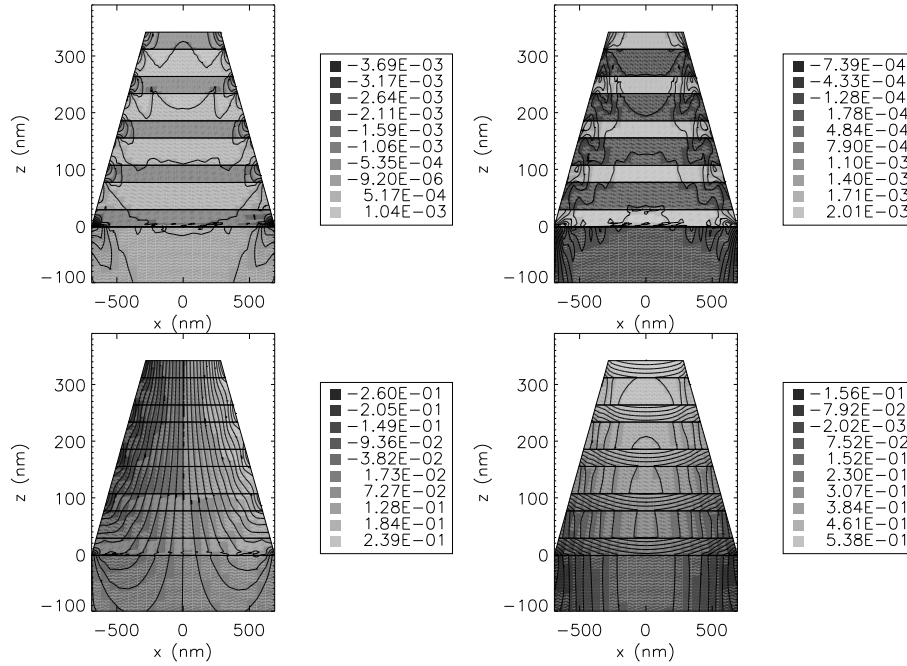 300
200
100
0
−100
z (nm)
−500 0 500
x (nm)
−3.69E−03
−3.17E−03
−2.64E−03
−2.11E−03
−1.59E−03
−1.06E−03
−5.35E−04
−9.20E−06
5.17E−04
1.04E−03
300
200
100
0
−100
z (nm)
−500 0 500
x (nm)
−7.39E−04
−4.33E−04
−1.28E−04
1.78E−04
4.84E−04
7.90E−04
1.10E−03
1.40E−03
1.71E−03
2.01E−03
300
200
100
0
−100
z (nm)
−500 0 500
x (nm)
−2.60E−01
−2.05E−01
−1.49E−01
−9.36E−02
−3.82E−02
1.73E−02
7.27E−02
1.28E−01
1.84E−01
2.39E−01
300
200
100
0
−100
z (nm)
−500 0 500
x (nm)
−1.56E−01
−7.92E−02
−2.02E−03
7.52E−02
1.52E−01
2.30E−01
3.07E−01
3.84E−01
4.61E−01
5.38E−01